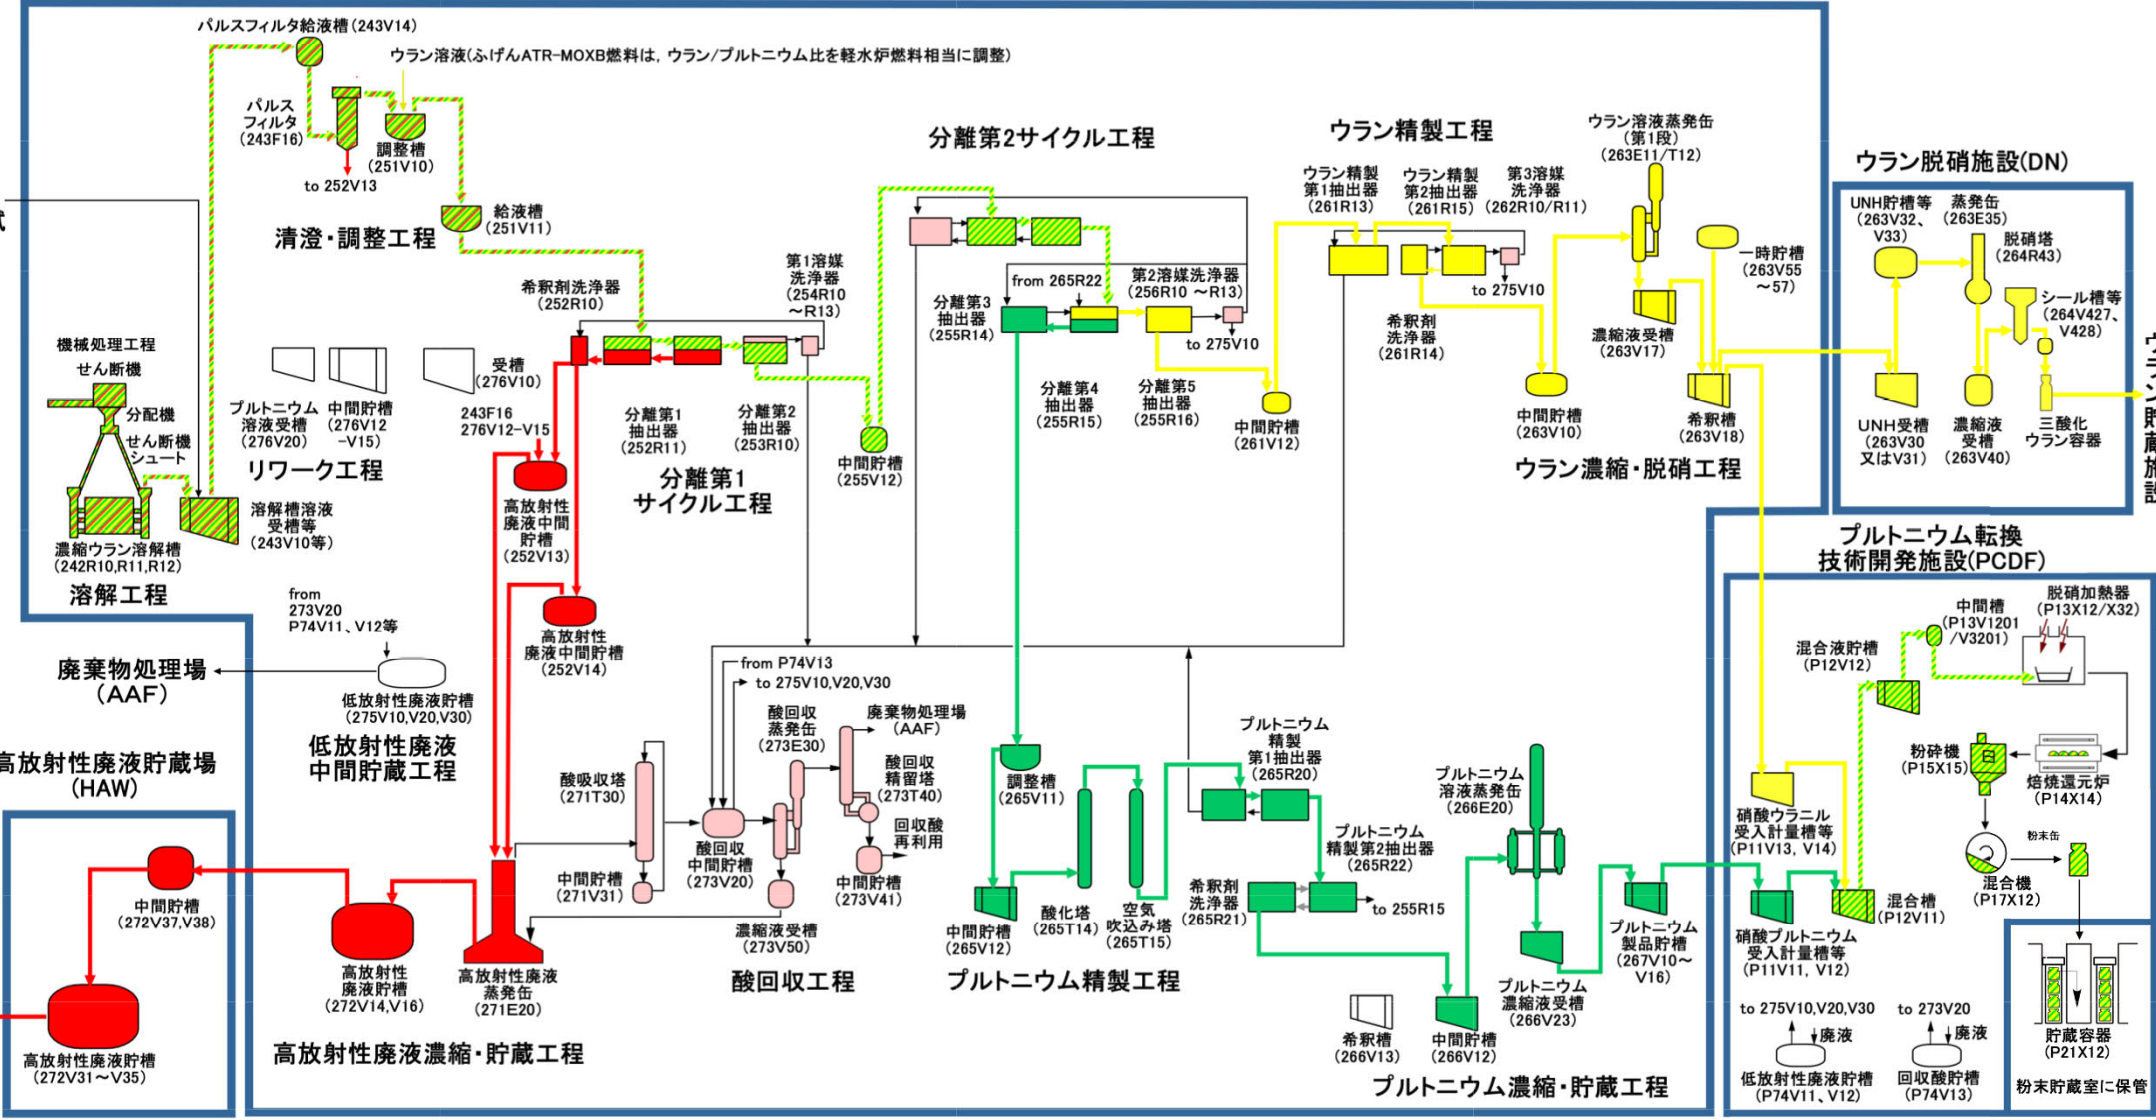 パルスフィルタ給液槽(243V14)
ウラン溶液(ふげんATR-MOXB燃料は，ウラン/プルトニウム比を軽水炉燃料相当に調整)
パルス
フィルタ
(243F16)
調整槽
(251V10)
to 252V13
清澄・調整工程
給液槽
(251V11)
希釈剤洗浄器
(252R10)
第1溶媒
洗浄器
(254R10
～R13)
機械処理工程
せん断機
分配機
せん断機
シュート
濃縮ウラン溶解槽
(242R10,R11,R12)
溶解工程
溶解槽溶液
受槽等
(243V10等)
プルトニウム
溶液受槽
(276V20)
中間貯槽
(276V12
-V15)
リワーク工程
受槽
(276V10)
243F16
276V12-V15
分離第1
抽出器
(252R11)
分離第2
抽出器
(253R10)
分離第1
サイクル工程
高放射性
廃液中間
貯槽
(252V13)
高放射性
廃液中間貯槽
(252V14)
中間貯槽
(255V12)
分離第2サイクル工程
from 265R22
分離第3
抽出器
(255R14)
第2溶媒洗浄器
(256R10 ～R13)
to 275V10
分離第4
抽出器
(255R15)
分離第5
抽出器
(255R16)
中間貯槽
(261V12)
ウラン精製工程
ウラン精製
第1抽出器
(261R13)
ウラン精製
第2抽出器
(261R15)
第3溶媒
洗浄器
(262R10/R11)
to 275V10
希釈剤
洗浄器
(261R14)
中間貯槽
(263V10)
ウラン溶液蒸発缶
(第1段)
(263E11/T12)
一時貯槽
(263V55
～57)
濃縮液受槽
(263V17)
希釈槽
(263V18)
ウラン濃縮・脱硝工程
ウラン脱硝施設(DN)
UNH貯槽等
(263V32、
V33)
蒸発缶
(263E35)
脱硝塔
(264R43)
シール槽等
(264V427、
V428)
UNH受槽
(263V30
又はV31)
濃縮液
受槽
(263V40)
三酸化
ウラン容器
プルトニウム転換
技術開発施設(PCDF)
脱硝加熱器
(P13X12/X32)
中間槽
(P13V1201
/V3201)
混合液貯槽
(P12V12)
粉砕機
(P15X15)
焙焼還元炉
(P14X14)
硝酸ウラニル
受入計量槽等
(P11V13, V14)
粉末缶
混合機
(P17X12)
混合槽
(P12V11)
硝酸プルトニウム
受入計量槽等
(P11V11, V12)
to 275V10,V20,V30
廃液
低放射性廃液貯槽
(P74V11、V12)
to 273V20
廃液
回収酸貯槽
(P74V13)
貯蔵容器
(P21X12)
粉末貯蔵室に保管
from
273V20
P74V11、V12等
廃棄物処理場
(AAF)
低放射性廃液貯槽
(275V10,V20,V30)
低放射性廃液
中間貯蔵工程
高放射性廃液貯蔵場
(HAW)
中間貯槽
(272V37,V38)
高放射性廃液貯槽
(272V31～V35)
高放射性
廃液貯槽
(272V14,V16)
高放射性廃液
蒸発缶
(271E20)
高放射性廃液濃縮・貯蔵工程
from P74V13
to 275V10,V20,V30
酸吸収塔
(271T30)
中間貯槽
(271V31)
酸回収
中間貯槽
(273V20)
酸回収
蒸発缶
(273E30)
廃棄物処理場
(AAF)
酸回収
精留塔
(273T40)
回収酸
再利用
中間貯槽
(273V41)
濃縮液受槽
(273V50)
酸回収工程
調整槽
(265V11)
中間貯槽
(265V12)
酸化塔
(265T14)
空気
吹込み塔
(265T15)
プルトニウム
精製
第1抽出器
(265R20)
プルトニウム
精製第2抽出器
(265R22)
希釈剤
洗浄器
(265R21)
to 255R15
プルトニウム精製工程
プルトニウム
溶液蒸発缶
(266E20)
プルトニウム
濃縮液受槽
(266V23)
プルトニウム
製品貯槽
(267V10～
V16)
希釈槽
(266V13)
中間貯槽
(266V12)
プルトニウム濃縮・貯蔵工程